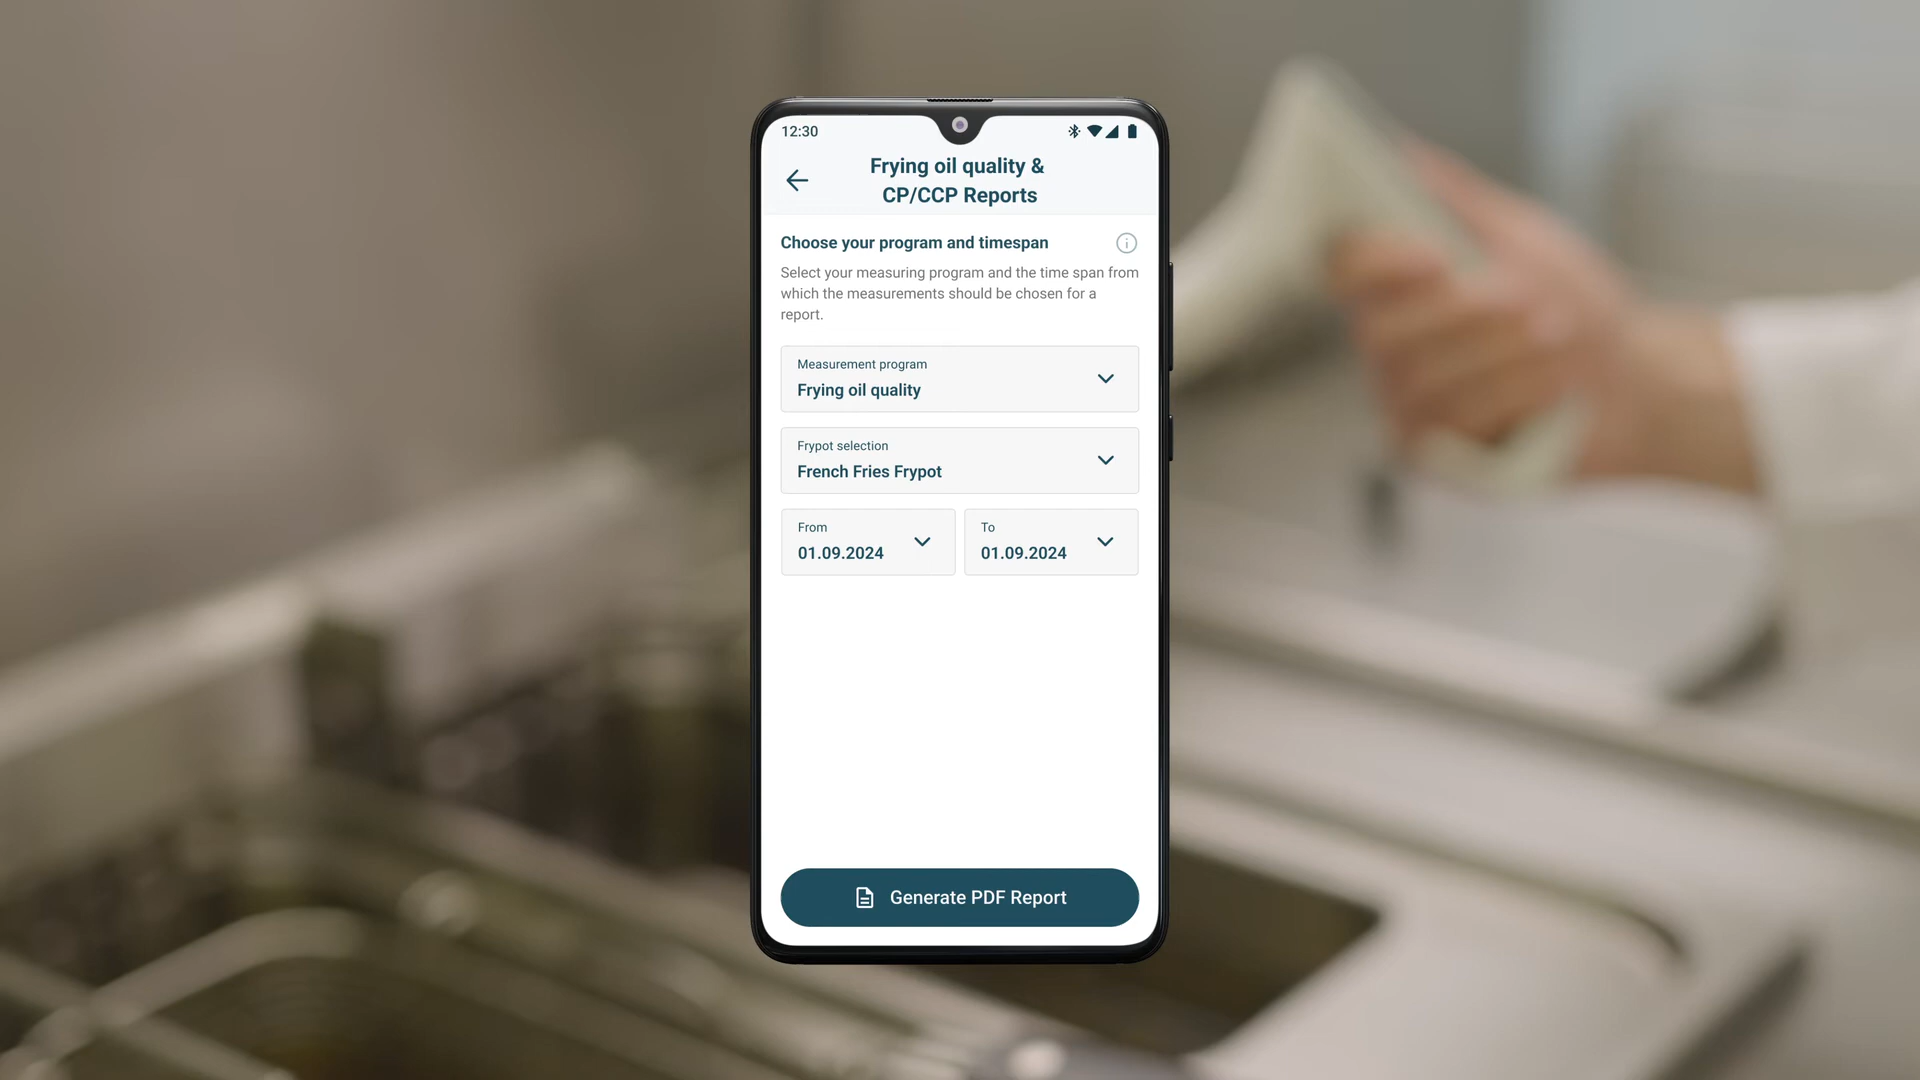 12:30
Frying oil quality &
CP/CCP Reports
Choose your program and timespan
Select your measuring program and the time span from
which the measurements should be chosen for a
report.
Measurement program
Frying oil quality
Frypot selection
French Fries Frypot
From
01.09.2024
To
01.09.2024
Generate PDF Report